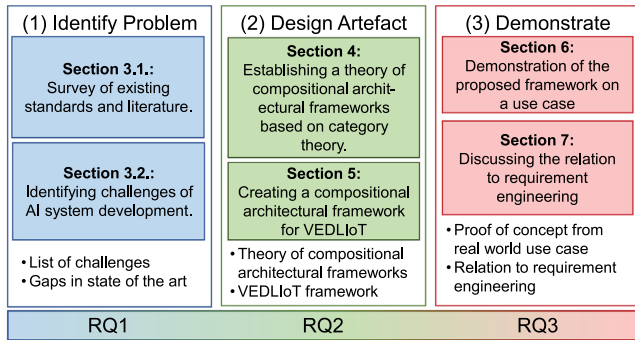 (1) Identify Problem
Section 3.1.:
Survey of existing
standards and literature.
Section 3.2.:
Identifying challenges of
AI system development.
• List of challenges
• Gaps in state of the art
(2) Design Artefact
Section 4:
Establishing a theory of
compositional archit-
ectural frameworks
based on category
theory.
Section 5:
Creating a compositional
architectural framework
for VEDLIoT
• Theory of compositional
architectural frameworks
• VEDLIoT framework
(3) Demonstrate
Section 6:
Demonstration of the
proposed framework on
a use case
Section 7:
Discussing the relation
to requirement
engineering
• Proof of concept from
real world use case
• Relation to requirement
engineering
RQ1
RQ2
RQ3